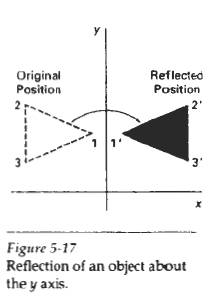 y
Original Reflected
Position Position
2 2'
1 1'
3 3'
x
Figure 5-17
Reflection of an object about
the y axis.